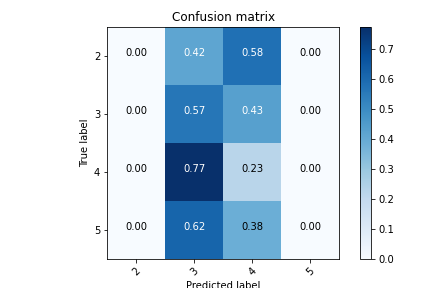 Confusion matrix
True label
2 0.00 0.42 0.58 0.00
3 0.00 0.57 0.43 0.00
4 0.00 0.77 0.23 0.00
5 0.00 0.62 0.38 0.00
2 3 4 5
Predicted label
0.7
0.6
0.5
0.4
0.3
0.2
0.1
0.0